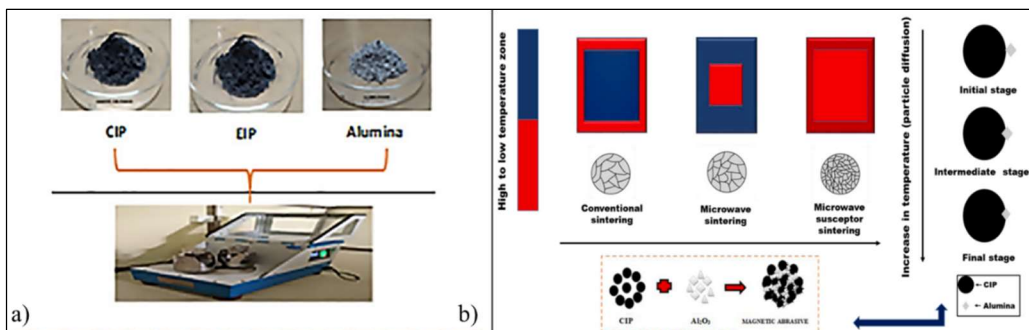 CIP
EIP
Alumina
a)
b)
High to low temperature zone
Conventional
sintering
Microwave
sintering
Microwave
susceptor
sintering
CIP
Al₂O₃
MAGNETIC ABRASIVE
Increase in temperature (particle diffusion)
Initial stage
Intermediate stage
Final stage
← CIP
← Alumina